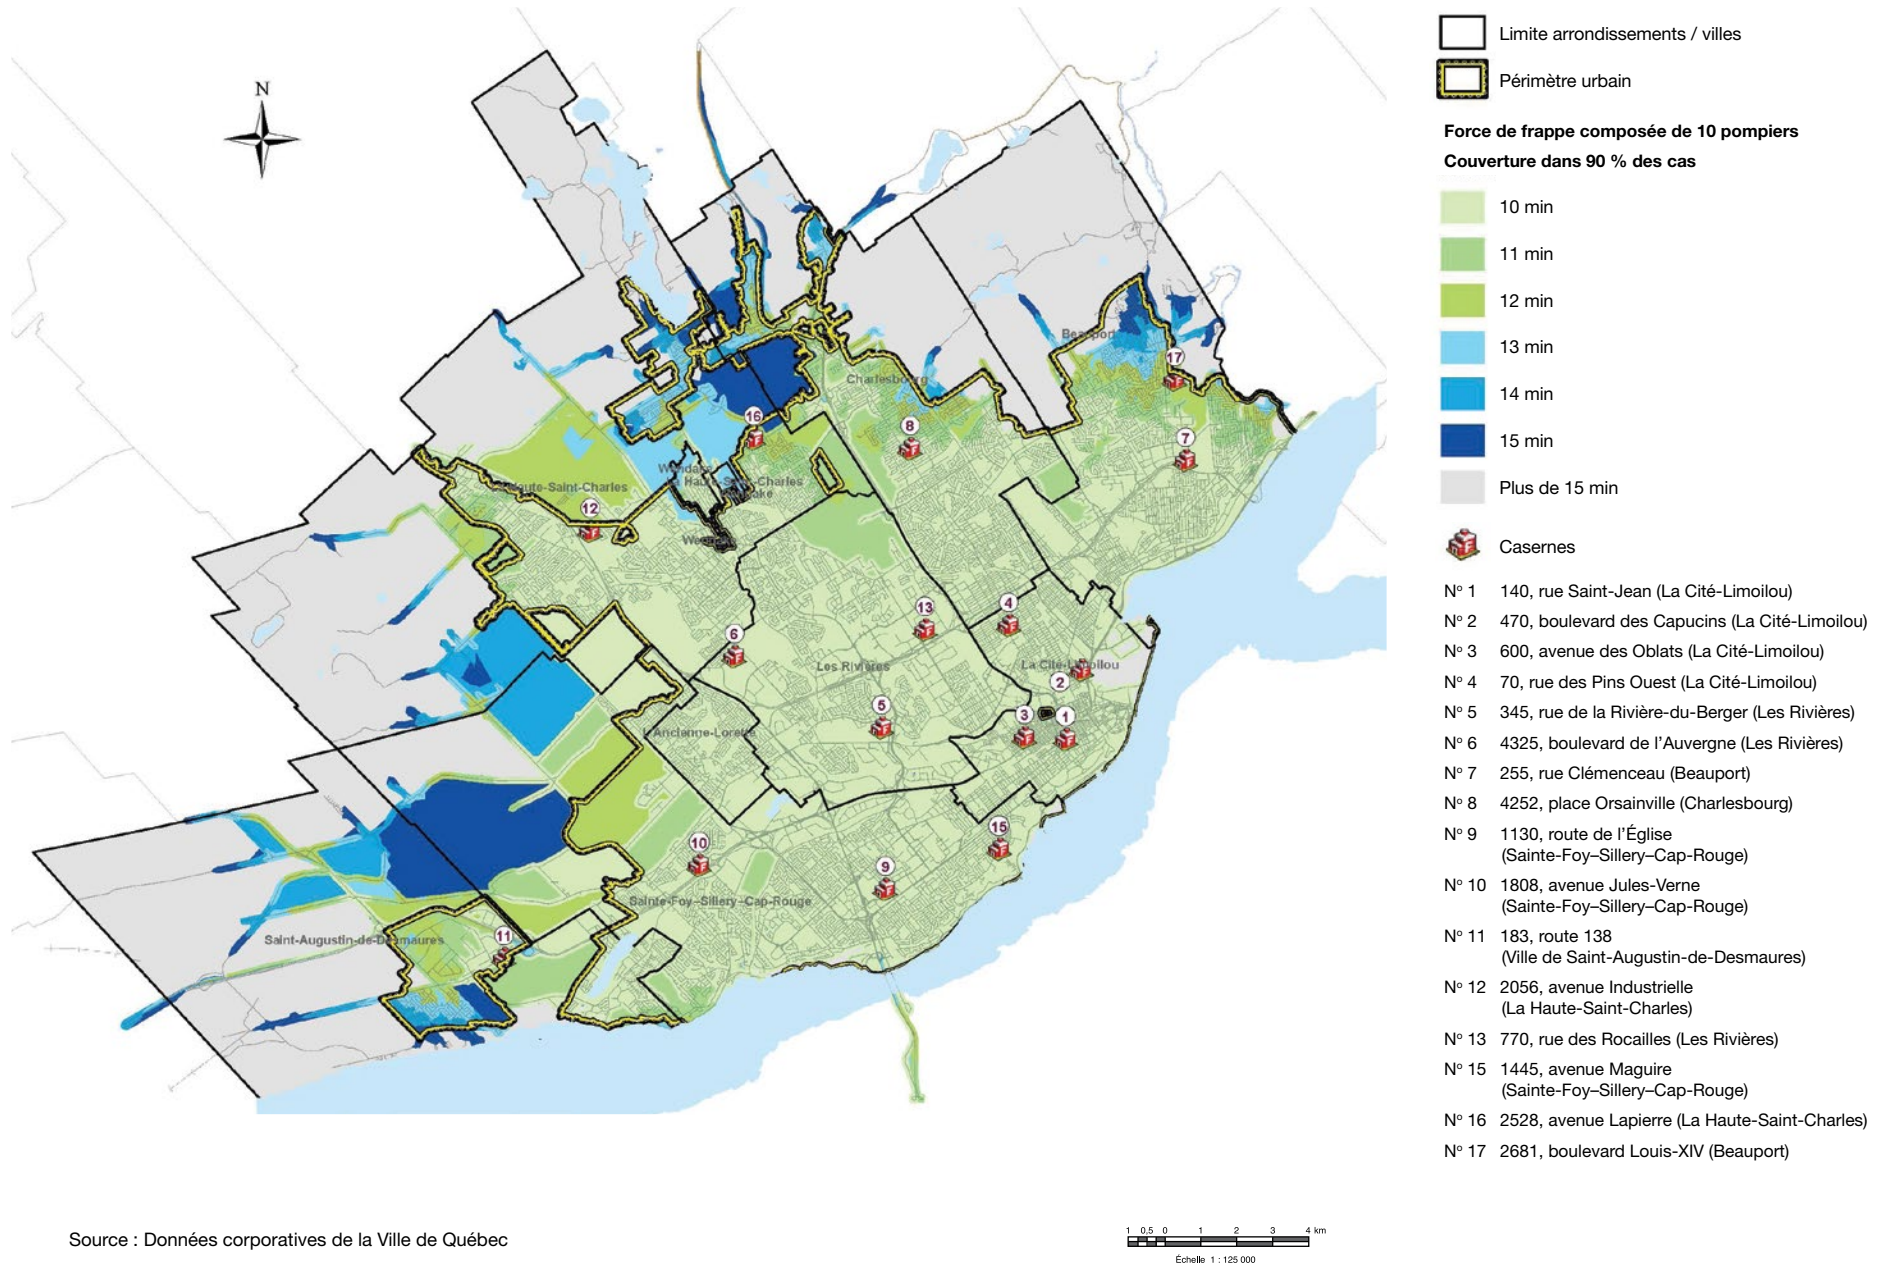 N
Limite arrondissements / villes
Périmètre urbain
Force de frappe composée de 10 pompiers
Couverture dans 90 % des cas
10 min
11 min
12 min
13 min
14 min
15 min
Plus de 15 min
Casernes
Nº 1 140, rue Saint-Jean (La Cité-Limoilou)
Nº 2 470, boulevard des Capucins (La Cité-Limoilou)
Nº 3 600, avenue des Oblats (La Cité-Limoilou)
Nº 4 70, rue des Pins Ouest (La Cité-Limoilou)
Nº 5 345, rue de la Rivière-du-Berger (Les Rivières)
Nº 6 4325, boulevard de l’Auvergne (Les Rivières)
Nº 7 255, rue Clémenceau (Beauport)
Nº 8 4252, place Orsainville (Charlesbourg)
Nº 9 1130, route de l’Église
(Sainte-Foy–Sillery–Cap-Rouge)
Nº 10 1808, avenue Jules-Verne
(Sainte-Foy–Sillery–Cap-Rouge)
Nº 11 183, route 138
(Ville de Saint-Augustin-de-Desmaures)
Nº 12 2056, avenue Industrielle
(La Haute-Saint-Charles)
Nº 13 770, rue des Rocailles (Les Rivières)
Nº 15 1445, avenue Maguire
(Sainte-Foy–Sillery–Cap-Rouge)
Nº 16 2528, avenue Lapierre (La Haute-Saint-Charles)
Nº 17 2681, boulevard Louis-XIV (Beauport)
Beauport
17
Charlesbourg
16
8
7
Wendake
La Haute-Saint-Charles
Wendake
La Haute-Saint-Charles
12
Wendake
13
4
6
Les Rivières
La Cité-Limoilou
2
5
3
1
L'Ancienne-Lorette
15
10
9
Sainte-Foy–Sillery–Cap-Rouge
11
Saint-Augustin-de-Desmaures
Source : Données corporatives de la Ville de Québec
1 0,5 0 1 2 3 4 km
Échelle 1 : 125 000